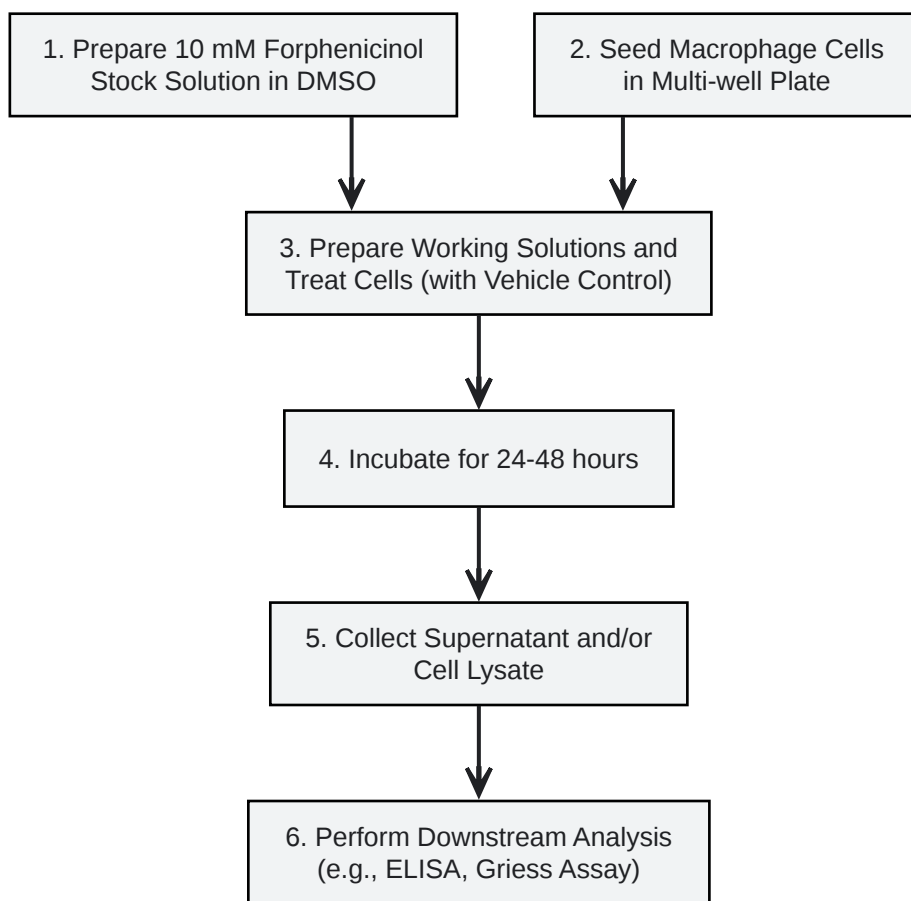 1. Prepare 10 mM Forphenicinol
Stock Solution in DMSO
2. Seed Macrophage Cells
in Multi-well Plate
3. Prepare Working Solutions and
Treat Cells (with Vehicle Control)
4. Incubate for 24-48 hours
5. Collect Supernatant and/or
Cell Lysate
6. Perform Downstream Analysis
(e.g., ELISA, Griess Assay)